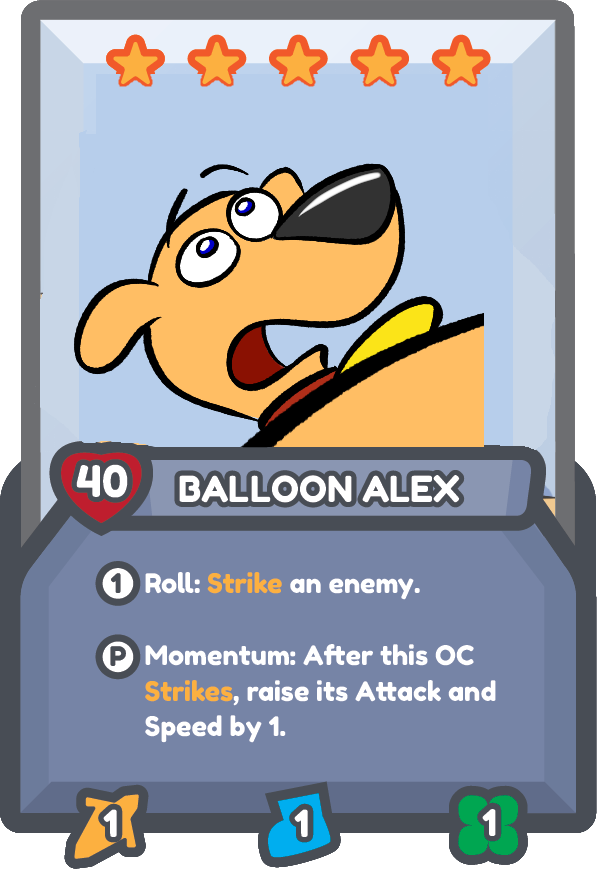 40
BALLOON ALEX
1 Roll: Strike an enemy.
P Momentum: After this OC
Strikes, raise its Attack and
Speed by 1.
1 1 1